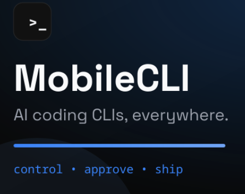 >_
MobileCLI
AI coding CLIs, everywhere.
control • approve • ship